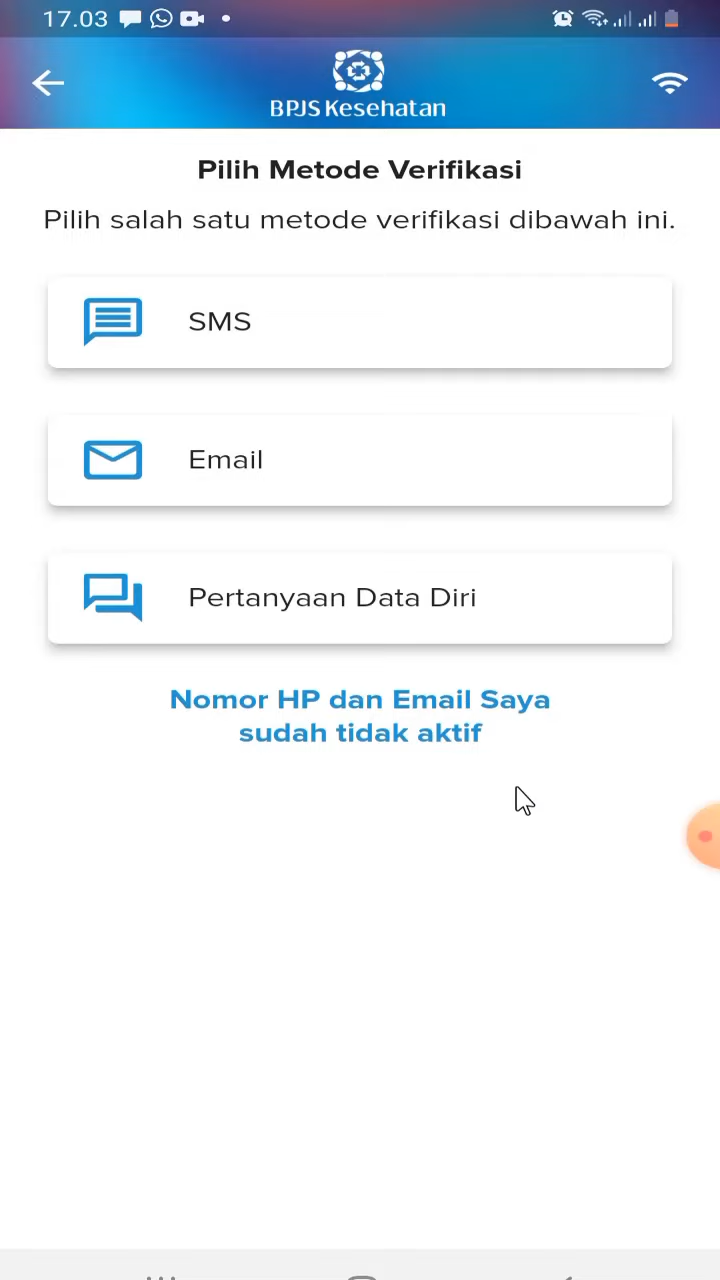 17.03
BPJS Kesehatan
Pilih Metode Verifikasi
Pilih salah satu metode verifikasi dibawah ini.
SMS
Email
Pertanyaan Data Diri
Nomor HP dan Email Saya
sudah tidak aktif